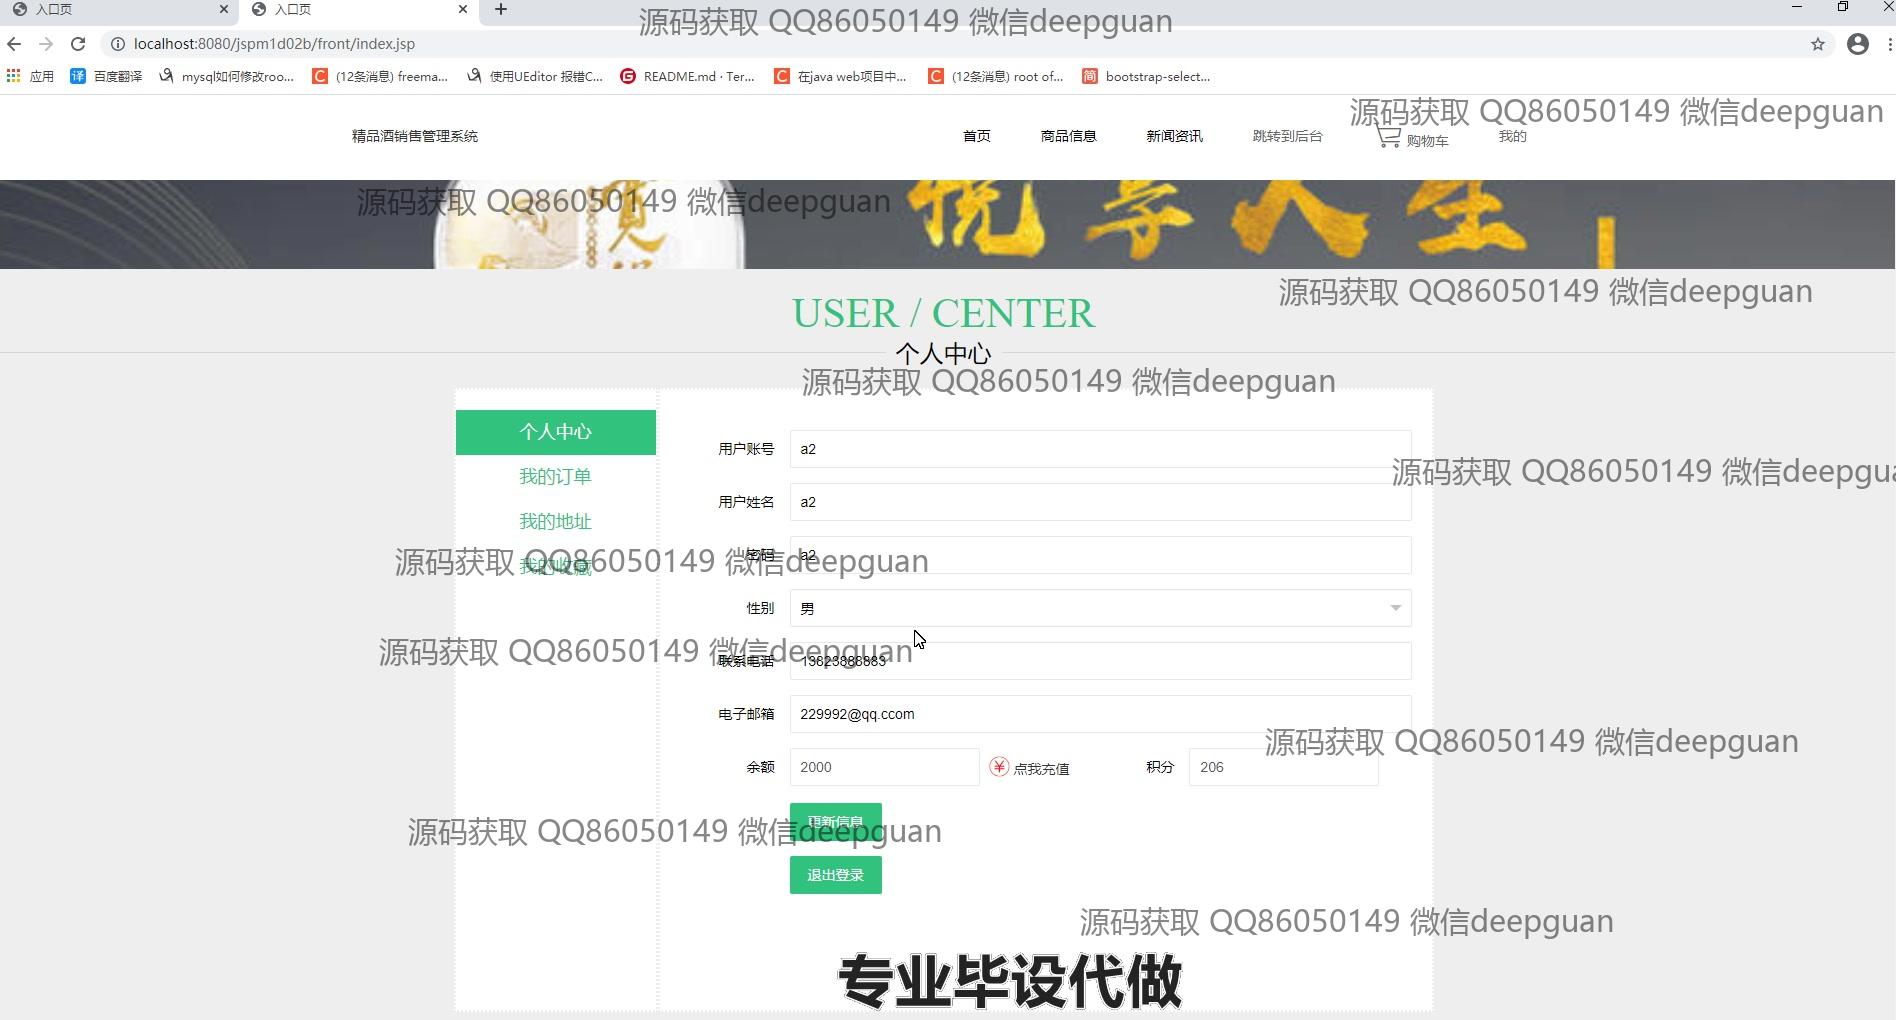 入口页
入口页
源码获取 QQ86050149 微信deepguan
localhost:8080/jspm1d02b/front/index.jsp
应用
百度翻译
mysql如何修改roo...
(12条消息) freema...
使用UEditor 报错C...
README.md · Ter...
在java web项目中...
(12条消息) root of...
简
bootstrap-select...
源码获取 QQ86050149 微信deepguan
精品酒销售管理系统
首页
商品信息
新闻资讯
跳转到后台
购物车
我的
源码获取 QQ86050149 微信deepguan
悦享人生
源码获取 QQ86050149 微信deepguan
USER / CENTER
个人中心
源码获取 QQ86050149 微信deepguan
个人中心
我的订单
我的地址
我的收藏
用户账号 a2
源码获取 QQ86050149 微信deepgua
用户姓名 a2
密码 a2
源码获取 QQ86050149 微信deepguan
性别 男
源码获取 QQ86050149 微信deepguan
联系电话 13823888883
电子邮箱 229992@qq.ccom
源码获取 QQ86050149 微信deepguan
余额 2000 点我充值 积分 206
更新信息
源码获取 QQ86050149 微信deepguan
退出登录
源码获取 QQ86050149 微信deepguan
专业毕设代做